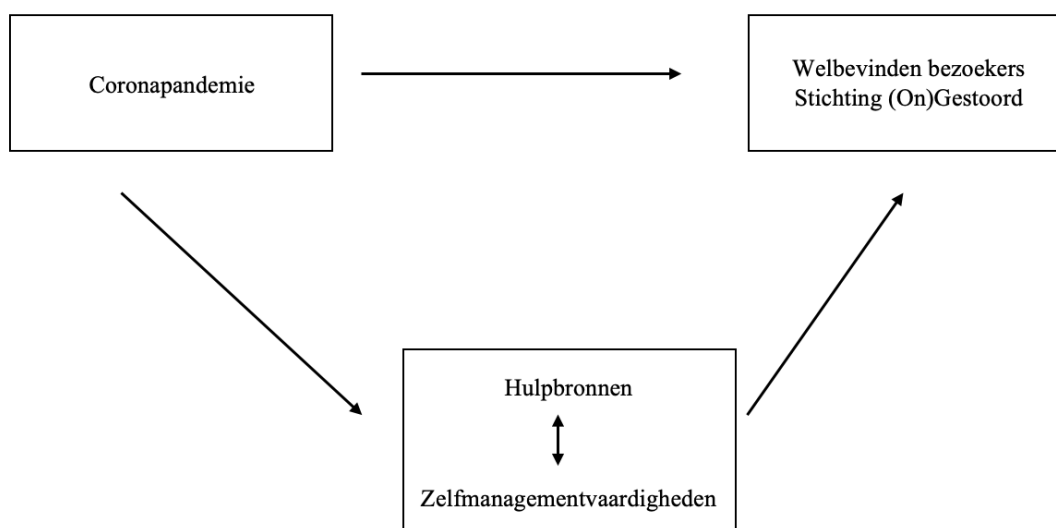 Coronapandemie
Welbevinden bezoekers
Stichting (On)Gestoord
Hulpbronnen
Zelfmanagementvaardigheden